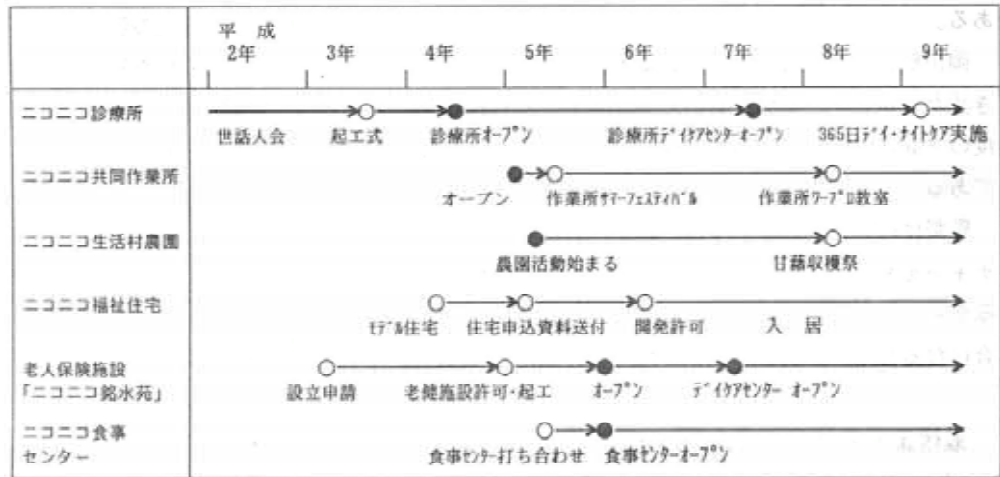 平 成
2年 3年 4年 5年 6年 7年 8年 9年
ニコニコ診療所
世話人会 起工式 診療所オープン 診療所デイケアセンターオープン 365日デイ・ナイトケア実施
ニコニコ共同作業所
オープン 作業所サマーフェスティバル 作業所ワープロ教室
ニコニコ生活村農園
農園活動始まる 甘藷収穫祭
ニコニコ福祉住宅
モデル住宅 住宅申込資料送付 開発許可 入 居
老人保険施設
「ニコニコ銘水苑」
設立申請 老健施設許可・起工 オープン デイケアセンター オープン
ニコニコ食事
センター
食事センター打ち合わせ 食事センターオープン